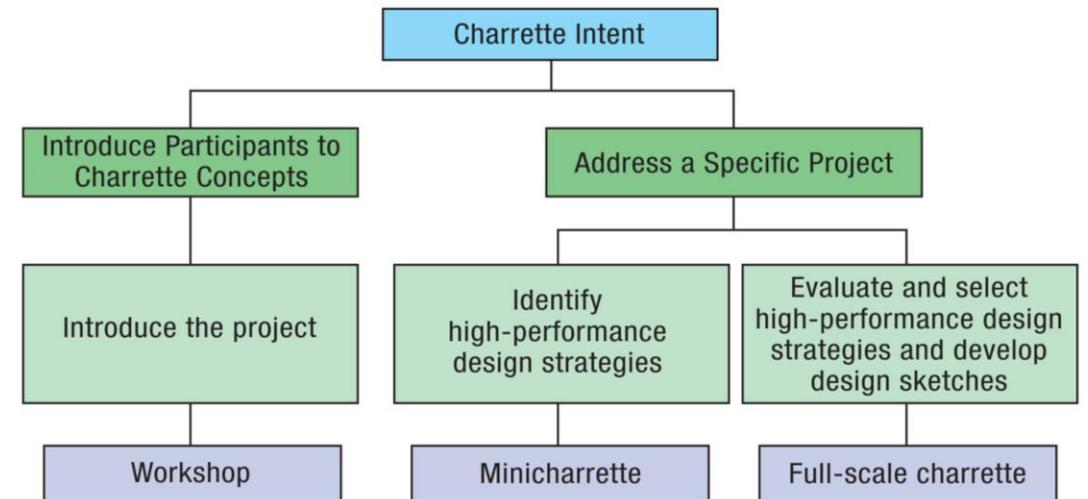 Charrette Intent
Introduce Participants to
Charrette Concepts
Address a Specific Project
Introduce the project
Identify
high-performance
design strategies
Evaluate and select
high-performance design
strategies and develop
design sketches
Workshop
Minicharrette
Full-scale charrette